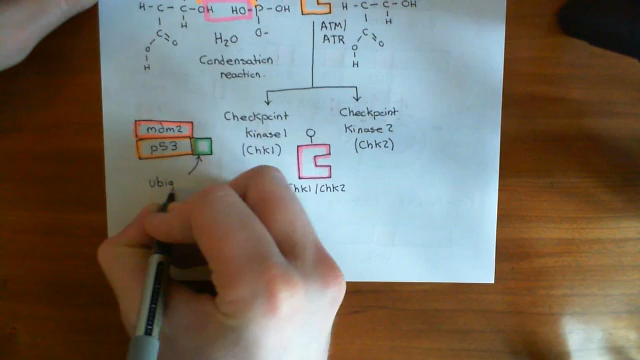 H - C - C - OH HO - P - OH
H
O-
C
O
O
H
H₂O
Condensation
reaction.
ATM/
ATR
H - C - C - OH
H
C
O
O
H
Checkpoint
Kinase 1
(Chk1)
Checkpoint
Kinase 2
(Chk2)
mdm2
p53
Ubiq
Chk1/Chk2